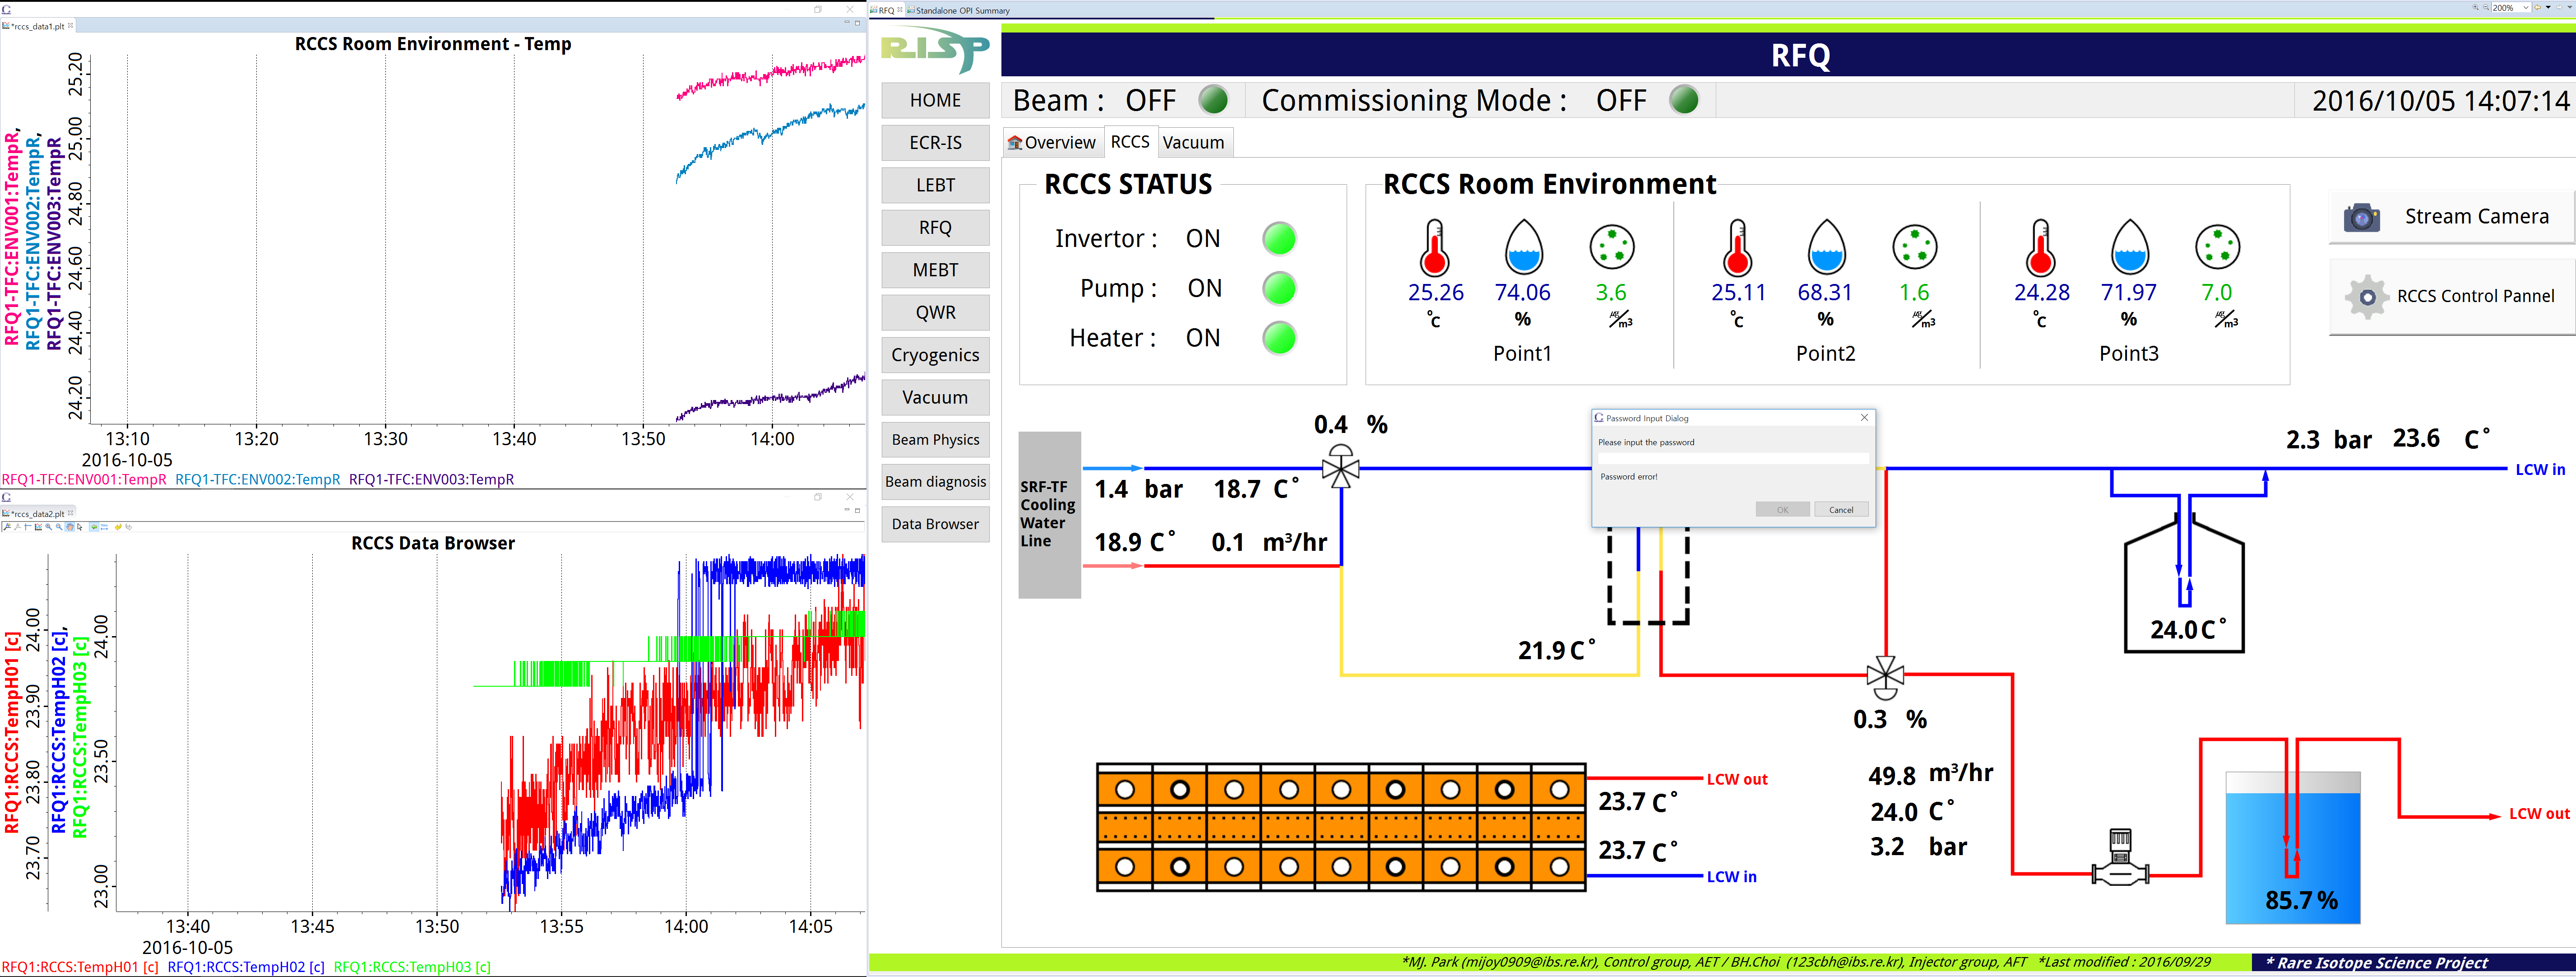 *rccs_data1.plt
RCCS Room Environment - Temp
RFQ1-TFC:ENV001:TempR,
RFQ1-TFC:ENV002:TempR,
RFQ1-TFC:ENV003:TempR
25.20
25.00
24.80
24.60
24.40
24.20
13:10 13:20 13:30 13:40 13:50 14:00
2016-10-05
RFQ1-TFC:ENV001:TempR RFQ1-TFC:ENV002:TempR RFQ1-TFC:ENV003:TempR
*rccs_data2.plt
RCCS Data Browser
RFQ1:RCCS:TempH01 [c]
24.00
23.90
23.80
23.70
RFQ1:RCCS:TempH02 [c],
RFQ1:RCCS:TempH03 [c]
24.00
23.50
23.00
13:40 13:45 13:50 13:55 14:00 14:05
2016-10-05
RFQ1:RCCS:TempH01 [c] RFQ1:RCCS:TempH02 [c] RFQ1:RCCS:TempH03 [c]
RFQ Standalone OPI Summary
200%
RISP
RFQ
Beam : OFF Commissioning Mode : OFF 2016/10/05 14:07:14
HOME
ECR-IS
LEBT
RFQ
MEBT
QWR
Cryogenics
Vacuum
Beam Physics
Beam diagnosis
Data Browser
Overview RCCS Vacuum
RCCS STATUS
Invertor : ON
Pump : ON
Heater : ON
RCCS Room Environment
25.26 74.06 3.6 25.11 68.31 1.6 24.28 71.97 7.0
°C % ㎍/m3 °C % ㎍/m3 °C % ㎍/m3
Point1 Point2 Point3
Stream Camera
RCCS Control Pannel
0.4 %
SRF-TF
Cooling
Water
Line
1.4 bar 18.7 C°
18.9 C° 0.1 m³/hr
Password Input Dialog
Please input the password
Password error!
OK Cancel
2.3 bar 23.6 C°
LCW in
24.0 C°
21.9 C°
0.3 %
LCW out
23.7 C°
23.7 C°
LCW in
49.8 m³/hr
24.0 C°
3.2 bar
LCW out
85.7 %
*MJ. Park (mijoy0909@ibs.re.kr), Control group, AET / BH.Choi (123cbh@ibs.re.kr), Injector group, AFT *Last modified : 2016/09/29
* Rare Isotope Science Project